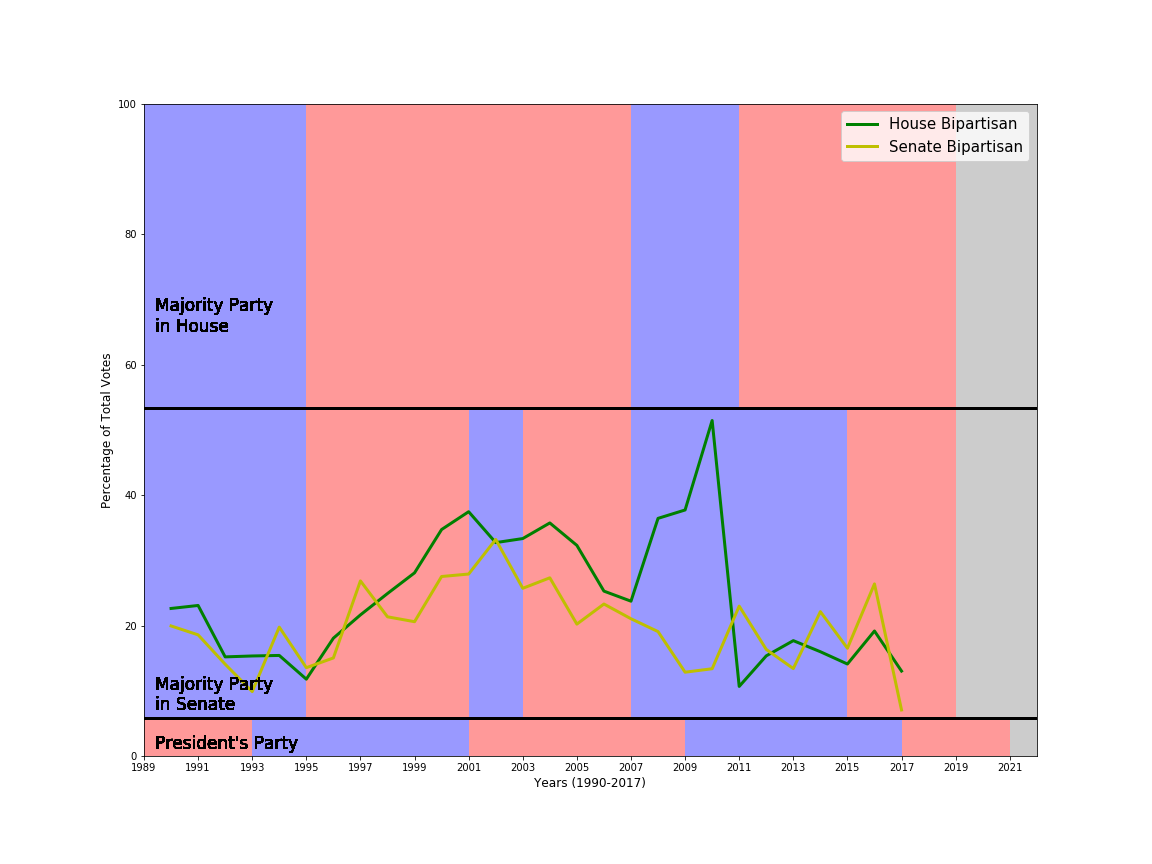 100
House Bipartisan
Senate Bipartisan
80
Majority Party
in House
60
Percentage of Total Votes
40
20
Majority Party
in Senate
President's Party
0
1989 1991 1993 1995 1997 1999 2001 2003 2005 2007 2009 2011 2013 2015 2017 2019 2021
Years (1990-2017)